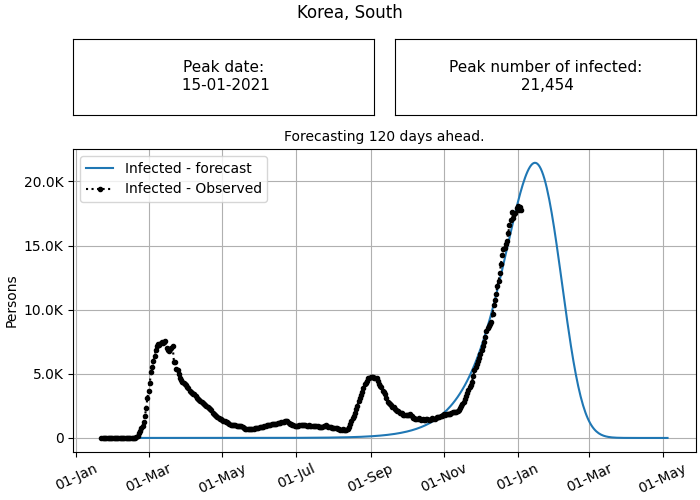 Korea, South
Peak date:
15-01-2021
Peak number of infected:
21,454
Forecasting 120 days ahead.
Infected - forecast
Infected - Observed
Persons
20.0K
15.0K
10.0K
5.0K
0
01-Jan
01-Mar
01-May
01-Jul
01-Sep
01-Nov
01-Jan
01-Mar
01-May